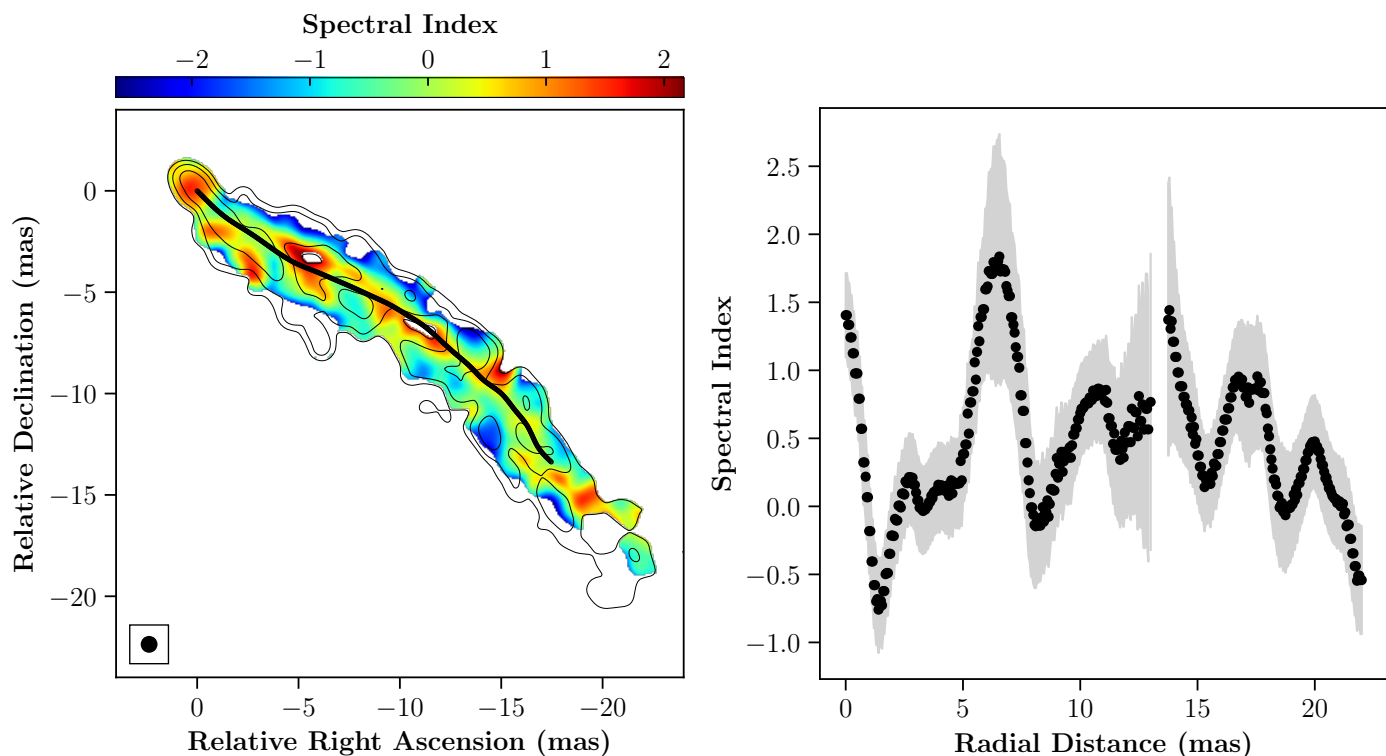 Spectral Index
−2 −1 0 1 2
0
−5
−10
−15
−20
Relative Declination (mas)
0 −5 −10 −15 −20
Relative Right Ascension (mas)
2.5
2.0
1.5
1.0
0.5
0.0
−0.5
−1.0
Spectral Index
0 5 10 15 20
Radial Distance (mas)